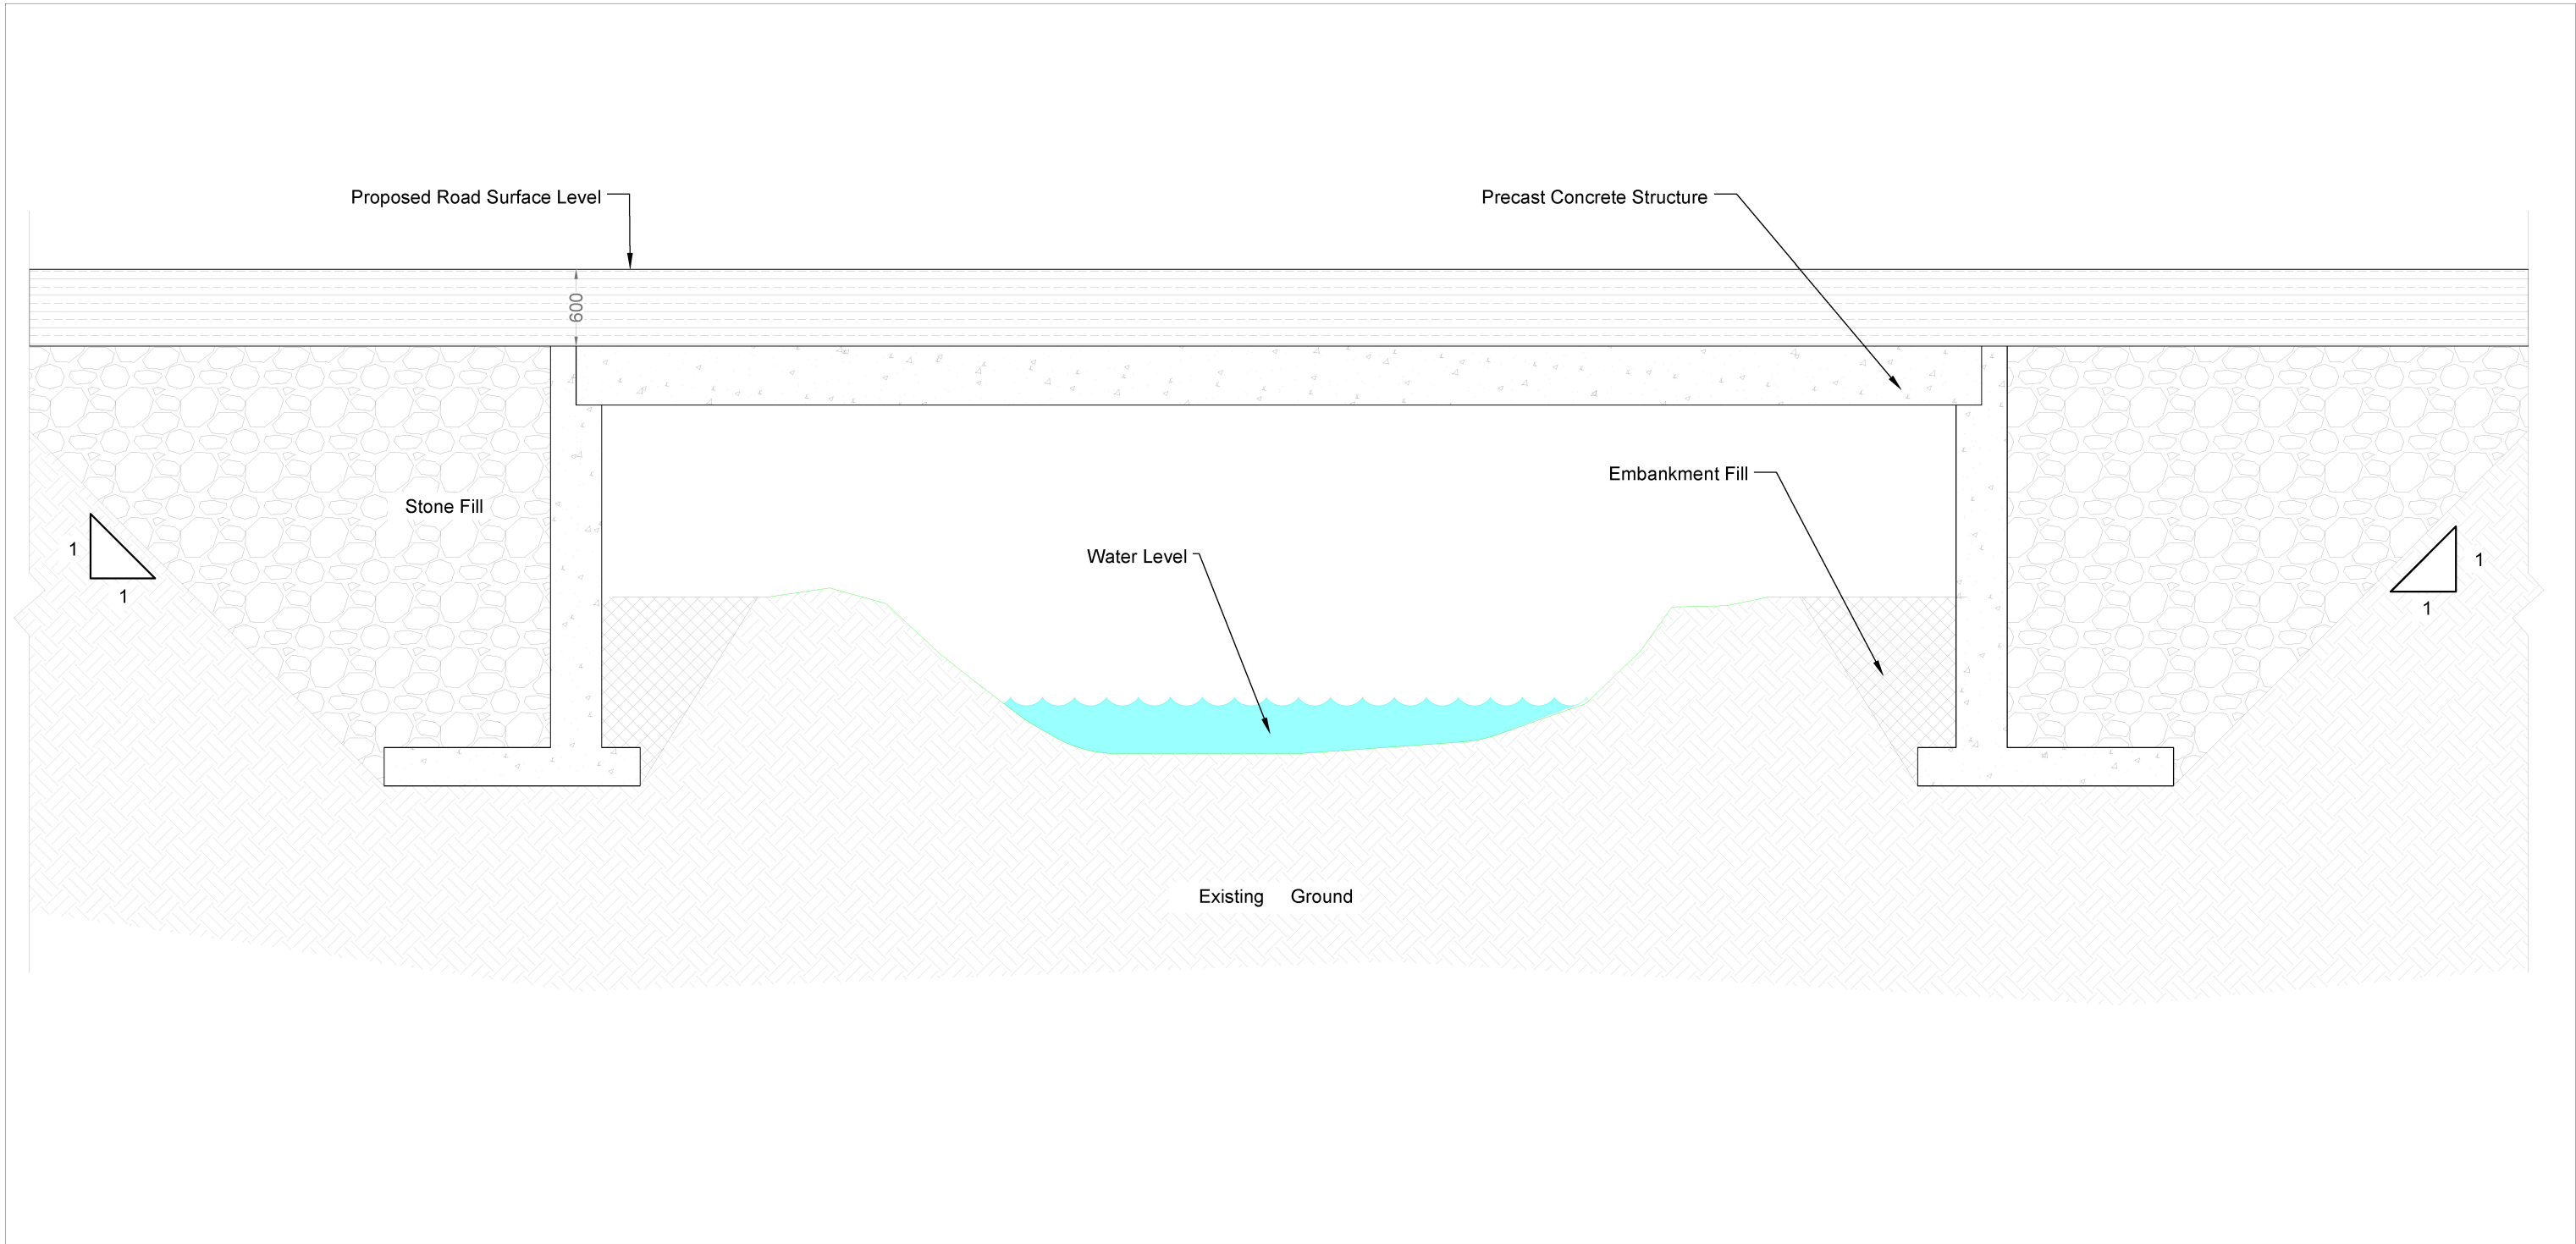 Proposed Road Surface Level
Precast Concrete Structure
600
Embankment Fill
Stone Fill
Water Level
1
1
1
1
Existing Ground